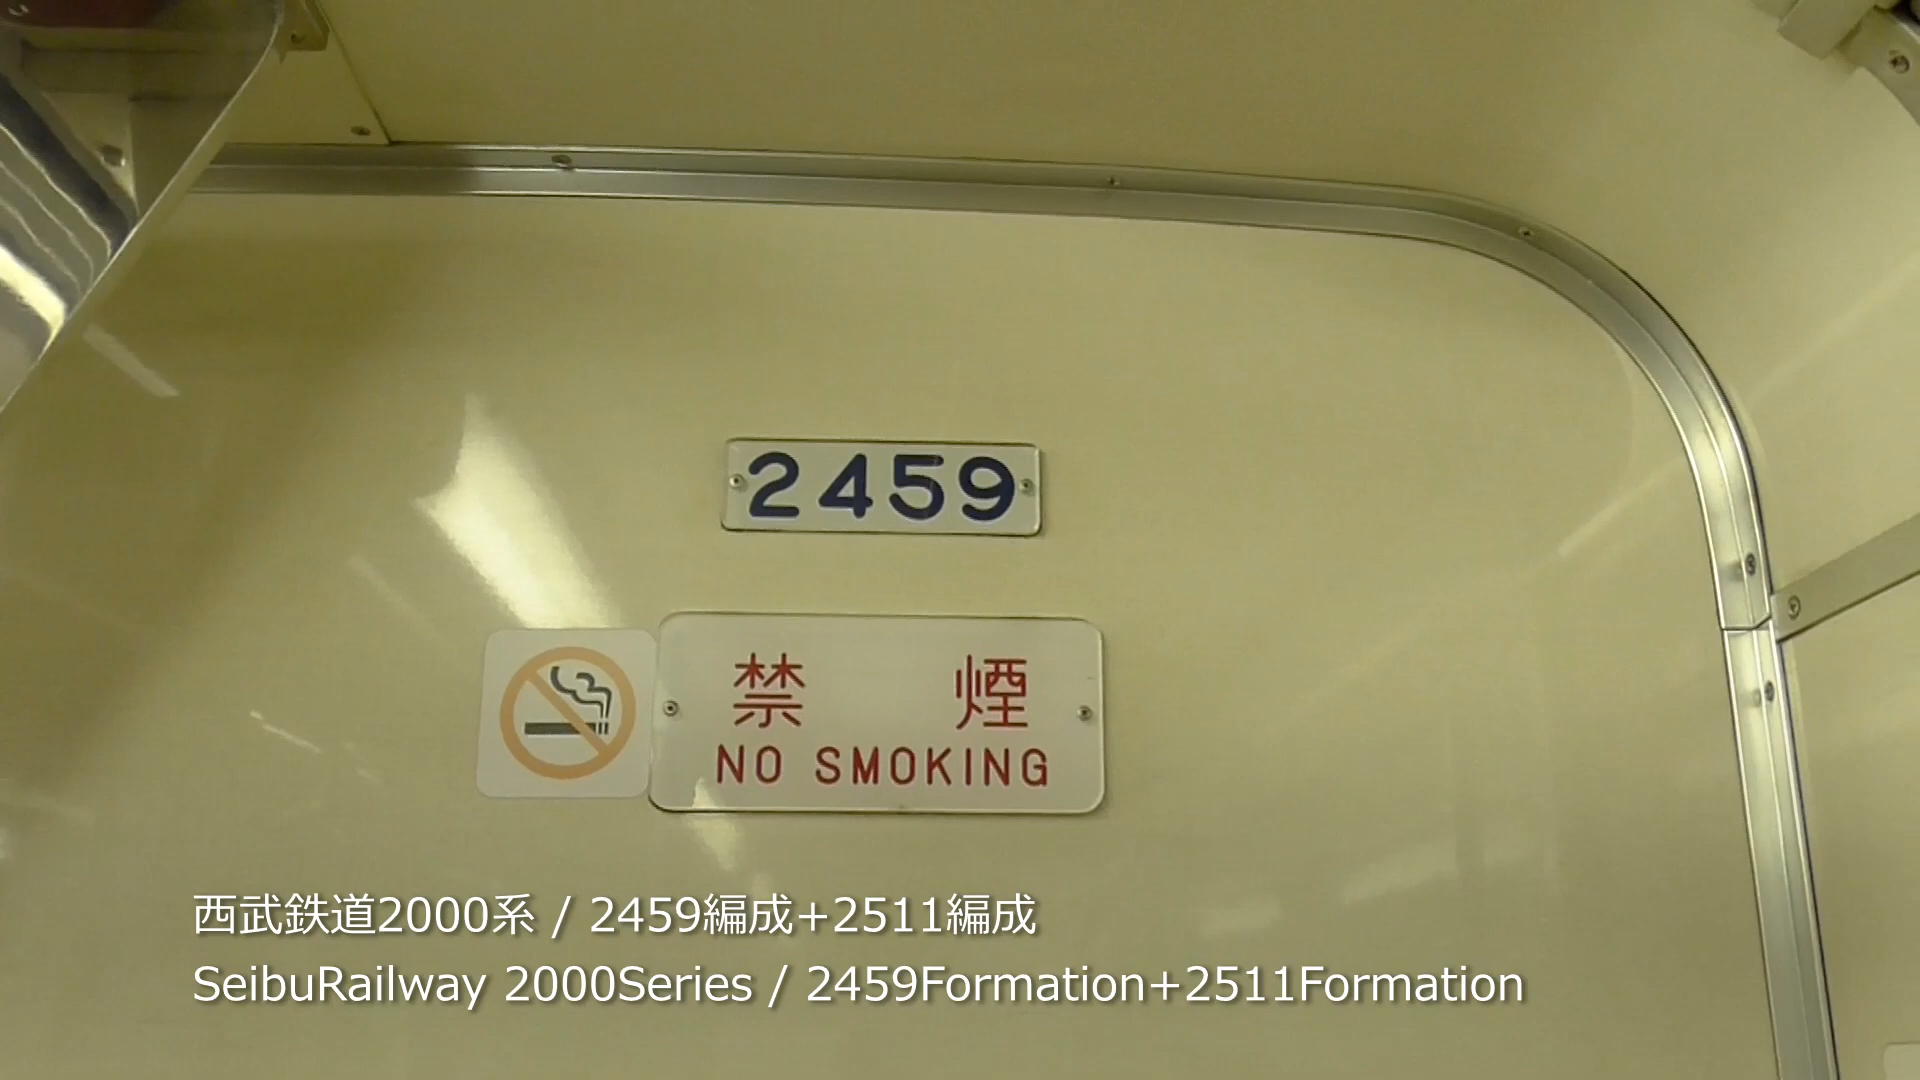 2459
禁 煙
NO SMOKING
西武鉄道2000系 / 2459編成+2511編成
SeibuRailway 2000Series / 2459Formation+2511Formation